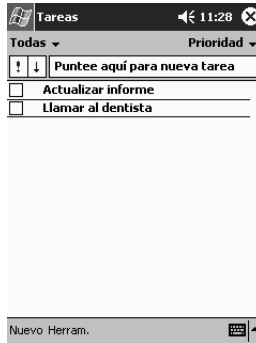 Tareas 11:28
Todas Prioridad
! ↓ Puntee aquí para nueva tarea
Actualizar informe
Llamar al dentista
Nuevo Herram.